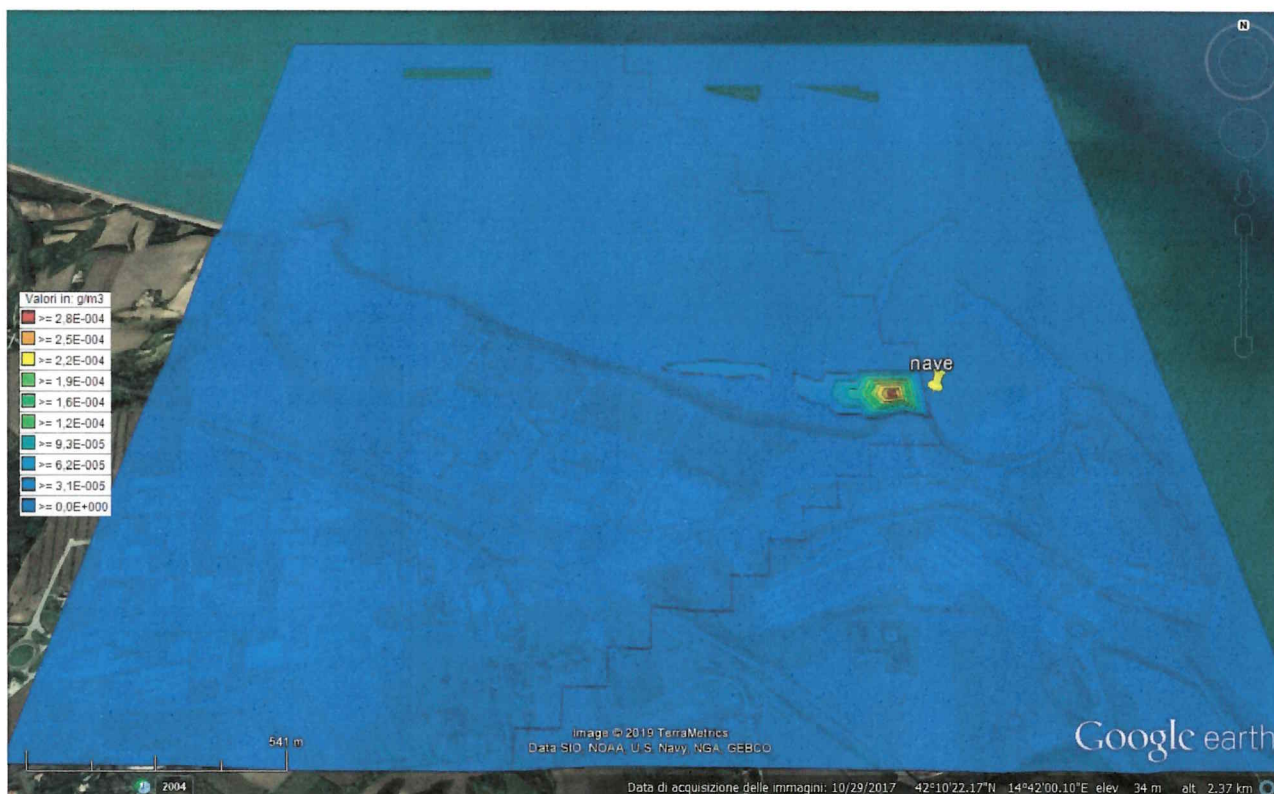 N
Valori in: g/m3
>= 2,8E-004
>= 2,5E-004
>= 2,2E-004
>= 1,9E-004
>= 1,6E-004
>= 1,2E-004
>= 9,3E-005
>= 6,2E-005
>= 3,1E-005
>= 0,0E+000
nave
541 m
Image © 2019 TerraMetrics
Data SIO, NOAA, U.S. Navy, NGA, GEBCO
Google earth
2004
Data di acquisizione delle immagini: 10/29/2017 42°10'22.17"N 14°42'00.10"E elev 34 m alt 2.37 km